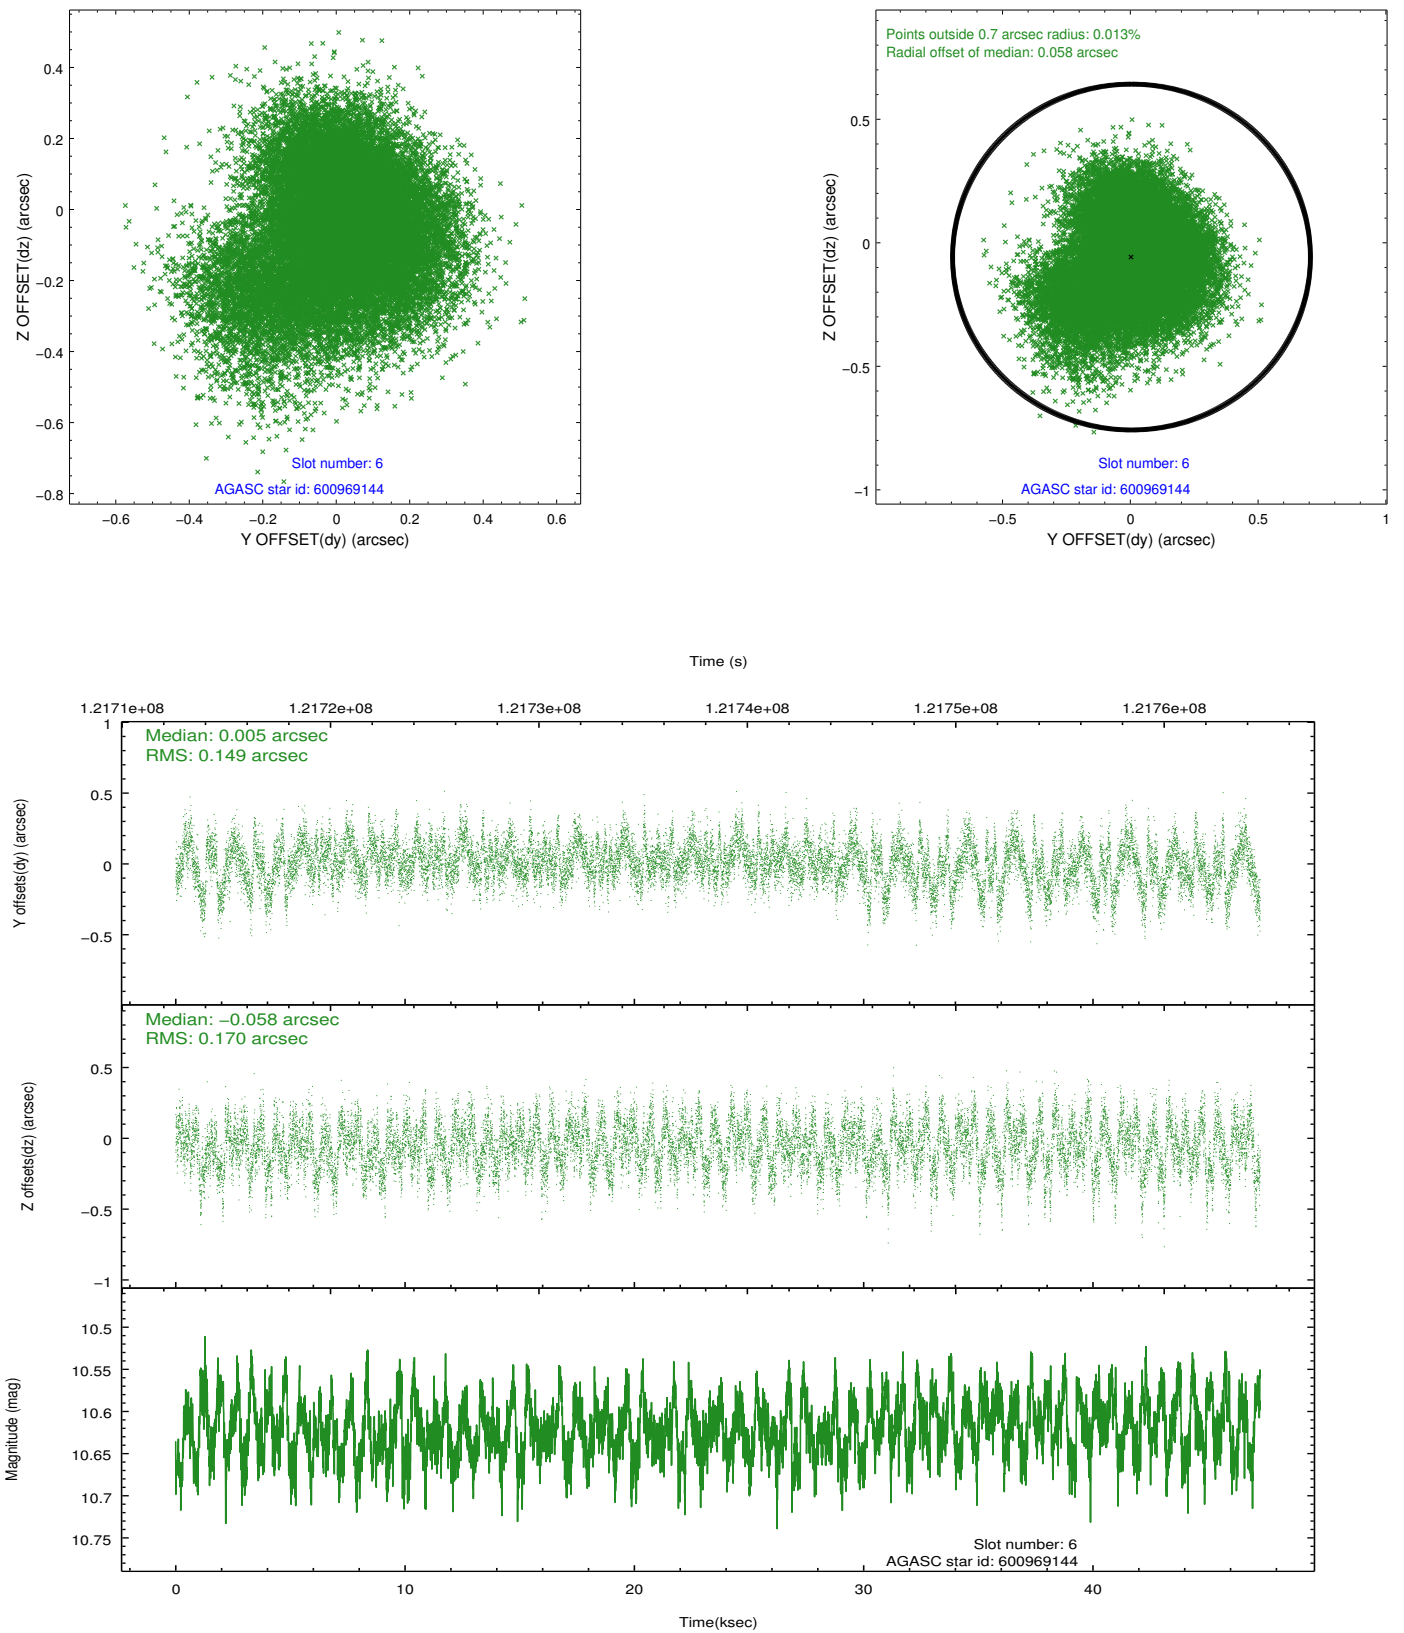 0.4
0.2
0
−0.2
−0.4
−0.6
−0.8
Z OFFSET(dz) (arcsec)
Slot number: 6
AGASC star id: 600969144
−0.6 −0.4 −0.2 0 0.2 0.4 0.6
Y OFFSET(dy) (arcsec)
Points outside 0.7 arcsec radius: 0.013%
Radial offset of median: 0.058 arcsec
0.5
0
−0.5
−1
Z OFFSET(dz) (arcsec)
Slot number: 6
AGASC star id: 600969144
−0.5 0 0.5 1
Y OFFSET(dy) (arcsec)
Time (s)
1.2171e+08 1.2172e+08 1.2173e+08 1.2174e+08 1.2175e+08 1.2176e+08
Median: 0.005 arcsec
RMS: 0.149 arcsec
1
0.5
0
−0.5
Y offsets(dy) (arcsec)
Median: −0.058 arcsec
RMS: 0.170 arcsec
0.5
0
−0.5
−1
Z offsets(dz) (arcsec)
10.5
10.55
10.6
10.65
10.7
10.75
Magnitude (mag)
Slot number: 6
AGASC star id: 600969144
0 10 20 30 40
Time(ksec)